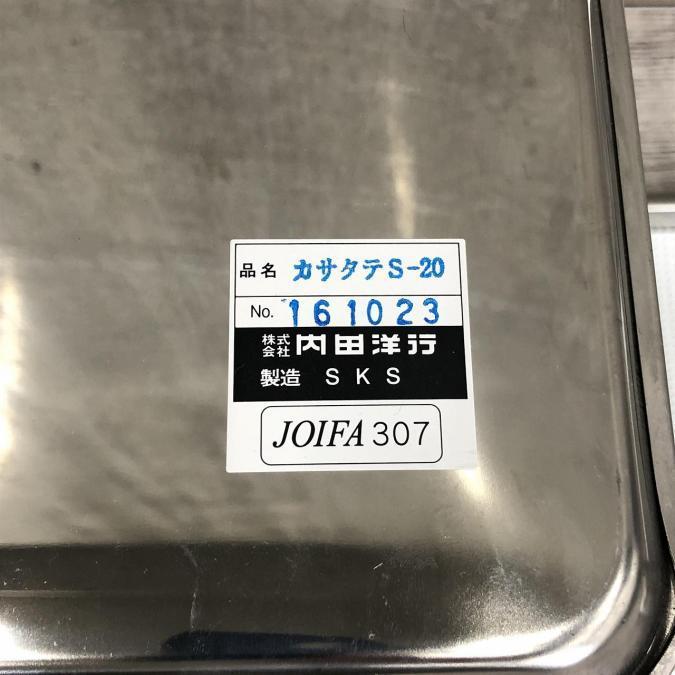 品名 カサタテS-20
No. 161023
株式会社 内田洋行
製造 SKS
JOIFA 307